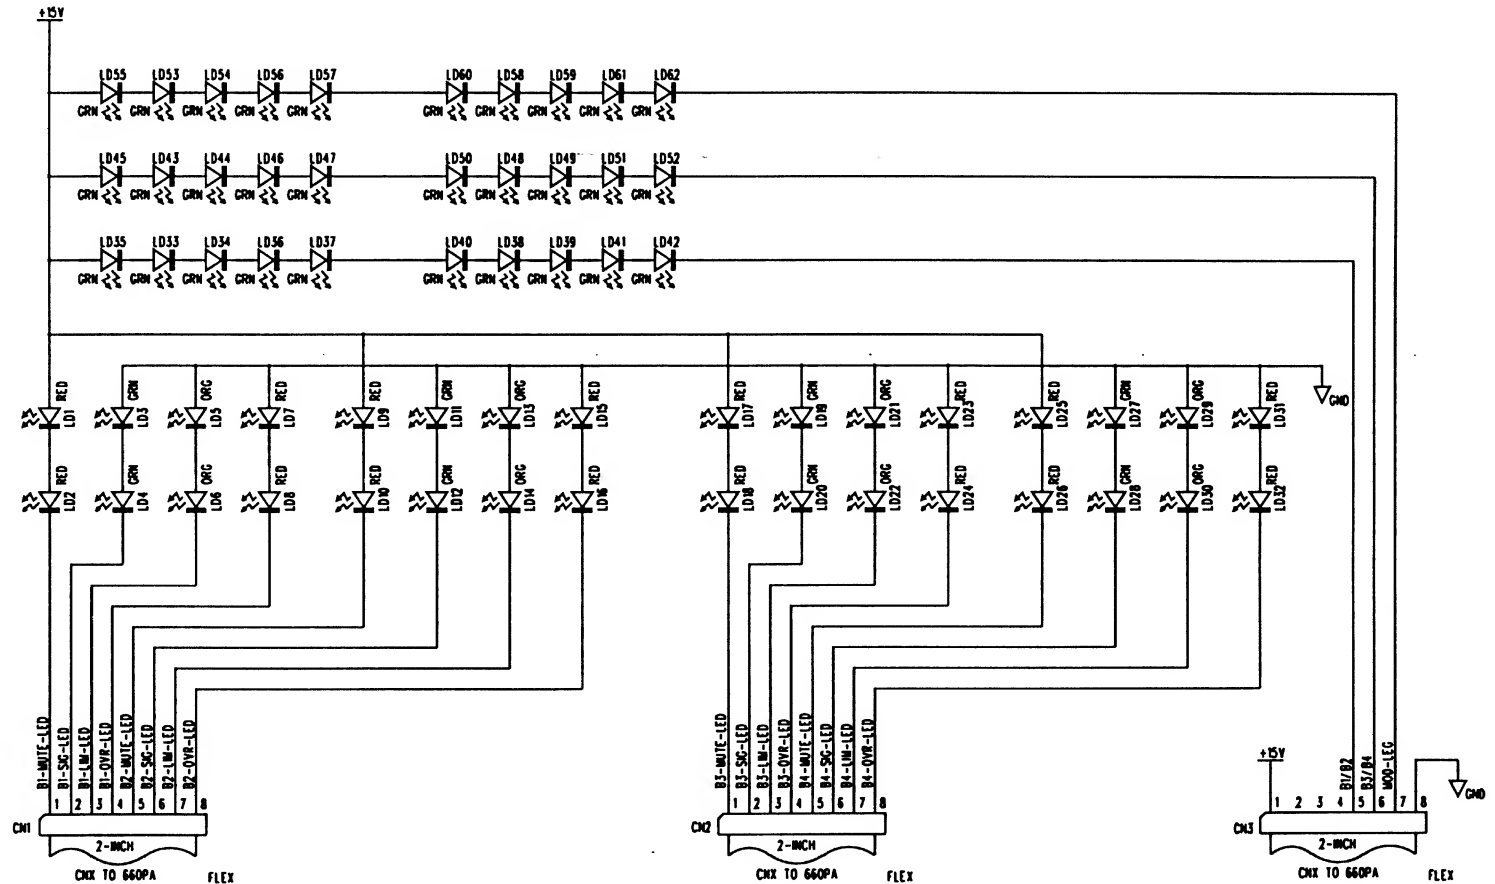 +15V
LD55 LD53 LD54 LD56 LD57 LD60 LD58 LD59 LD61 LD62
GRN GRN GRN GRN GRN GRN GRN GRN GRN GRN
LD45 LD43 LD44 LD46 LD47 LD50 LD48 LD49 LD51 LD52
GRN GRN GRN GRN GRN GRN GRN GRN GRN GRN
LD35 LD33 LD34 LD36 LD37 LD40 LD38 LD39 LD41 LD42
GRN GRN GRN GRN GRN GRN GRN GRN GRN GRN
RED GRN ORG RED RED GRN ORG RED RED GRN ORG RED RED GRN ORG RED
LD1 LD3 LD5 LD7 LD9 LD11 LD13 LD15 LD17 LD19 LD21 LD23 LD25 LD27 LD29 LD31
GND
RED GRN ORG RED RED GRN ORG RED RED GRN ORG RED RED GRN ORG RED
LD2 LD4 LD6 LD8 LD10 LD12 LD14 LD16 LD18 LD20 LD22 LD24 LD26 LD28 LD30 LD32
B1-MUTE-LED
B1-SIG-LED
B1-LIM-LED
B1-OVR-LED
B2-MUTE-LED
B2-SIG-LED
B2-LIM-LED
B2-OVR-LED
1 2 3 4 5 6 7 8
CN1
2-INCH
CNX TO 660PA FLEX
B3-MUTE-LED
B3-SIG-LED
B3-LIM-LED
B3-OVR-LED
B4-MUTE-LED
B4-SIG-LED
B4-LIM-LED
B4-OVR-LED
1 2 3 4 5 6 7 8
CN2
2-INCH
CNX TO 660PA FLEX
+15V
B1/B2
B3/B4
MOD-LEG
GND
1 2 3 4 5 6 7 8
CN3
2-INCH
CNX TO 660PA FLEX